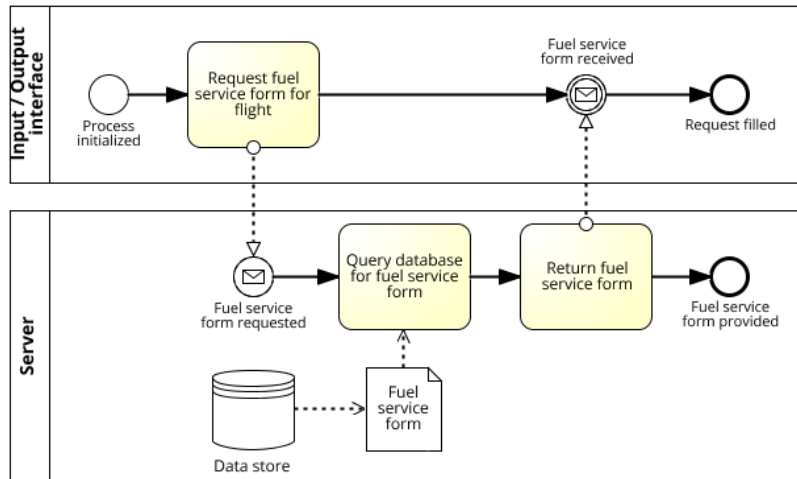 Input / Output
interface
Process
initialized
Request fuel
service form for
flight
Fuel service
form received
Request filled
Server
Fuel service
form requested
Query database
for fuel service
form
Return fuel
service form
Fuel service
form provided
Data store
Fuel
service
form